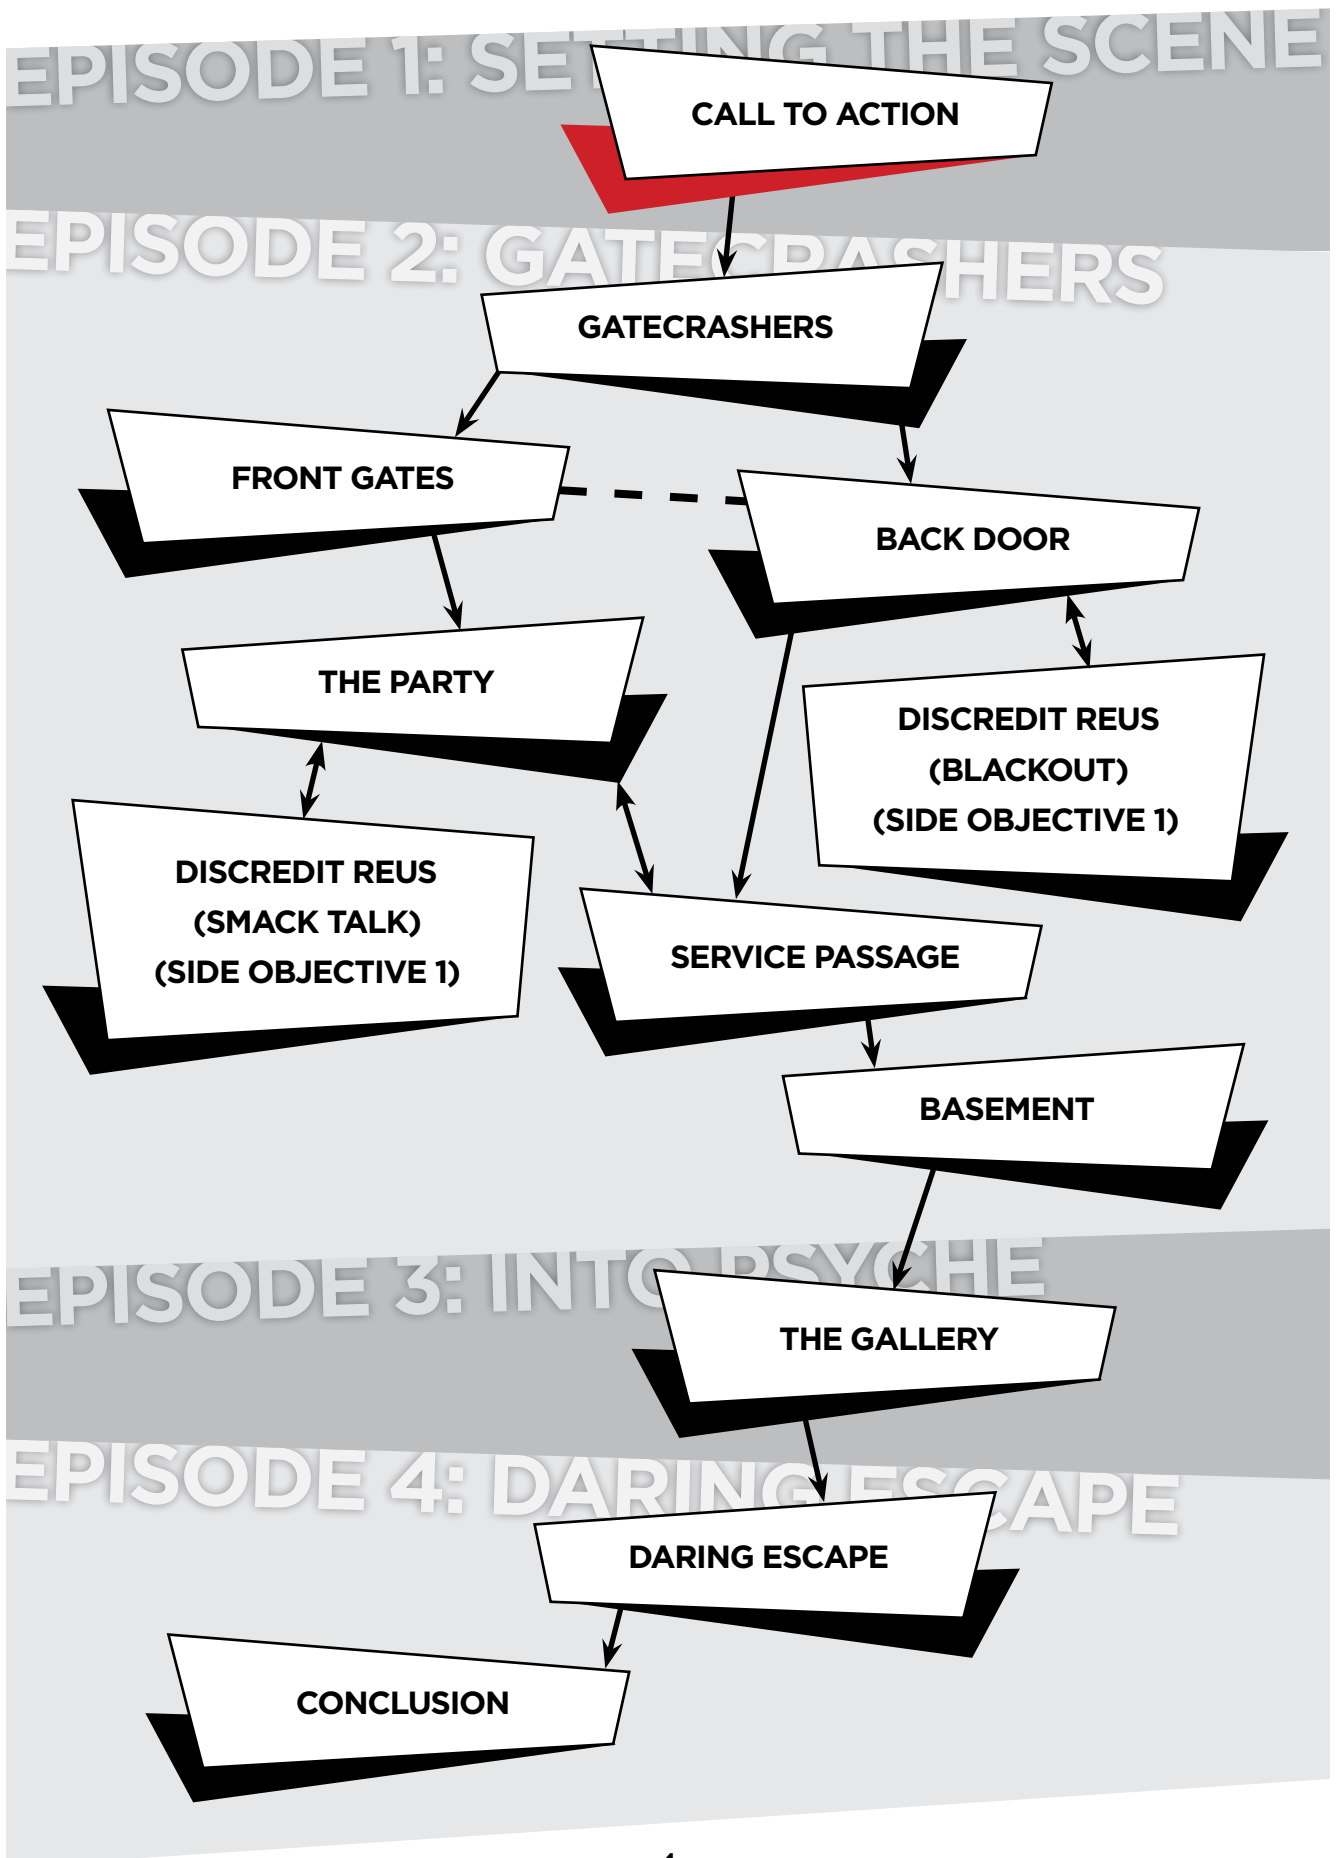 EPISODE 1: SETTING THE SCENE
CALL TO ACTION
EPISODE 2: GATECRASHERS
GATECRASHERS
FRONT GATES
BACK DOOR
THE PARTY
DISCREDIT REUS
(BLACKOUT)
(SIDE OBJECTIVE 1)
DISCREDIT REUS
(SMACK TALK)
(SIDE OBJECTIVE 1)
SERVICE PASSAGE
BASEMENT
EPISODE 3: INTO PSYCHE
THE GALLERY
EPISODE 4: DARING ESCAPE
DARING ESCAPE
CONCLUSION